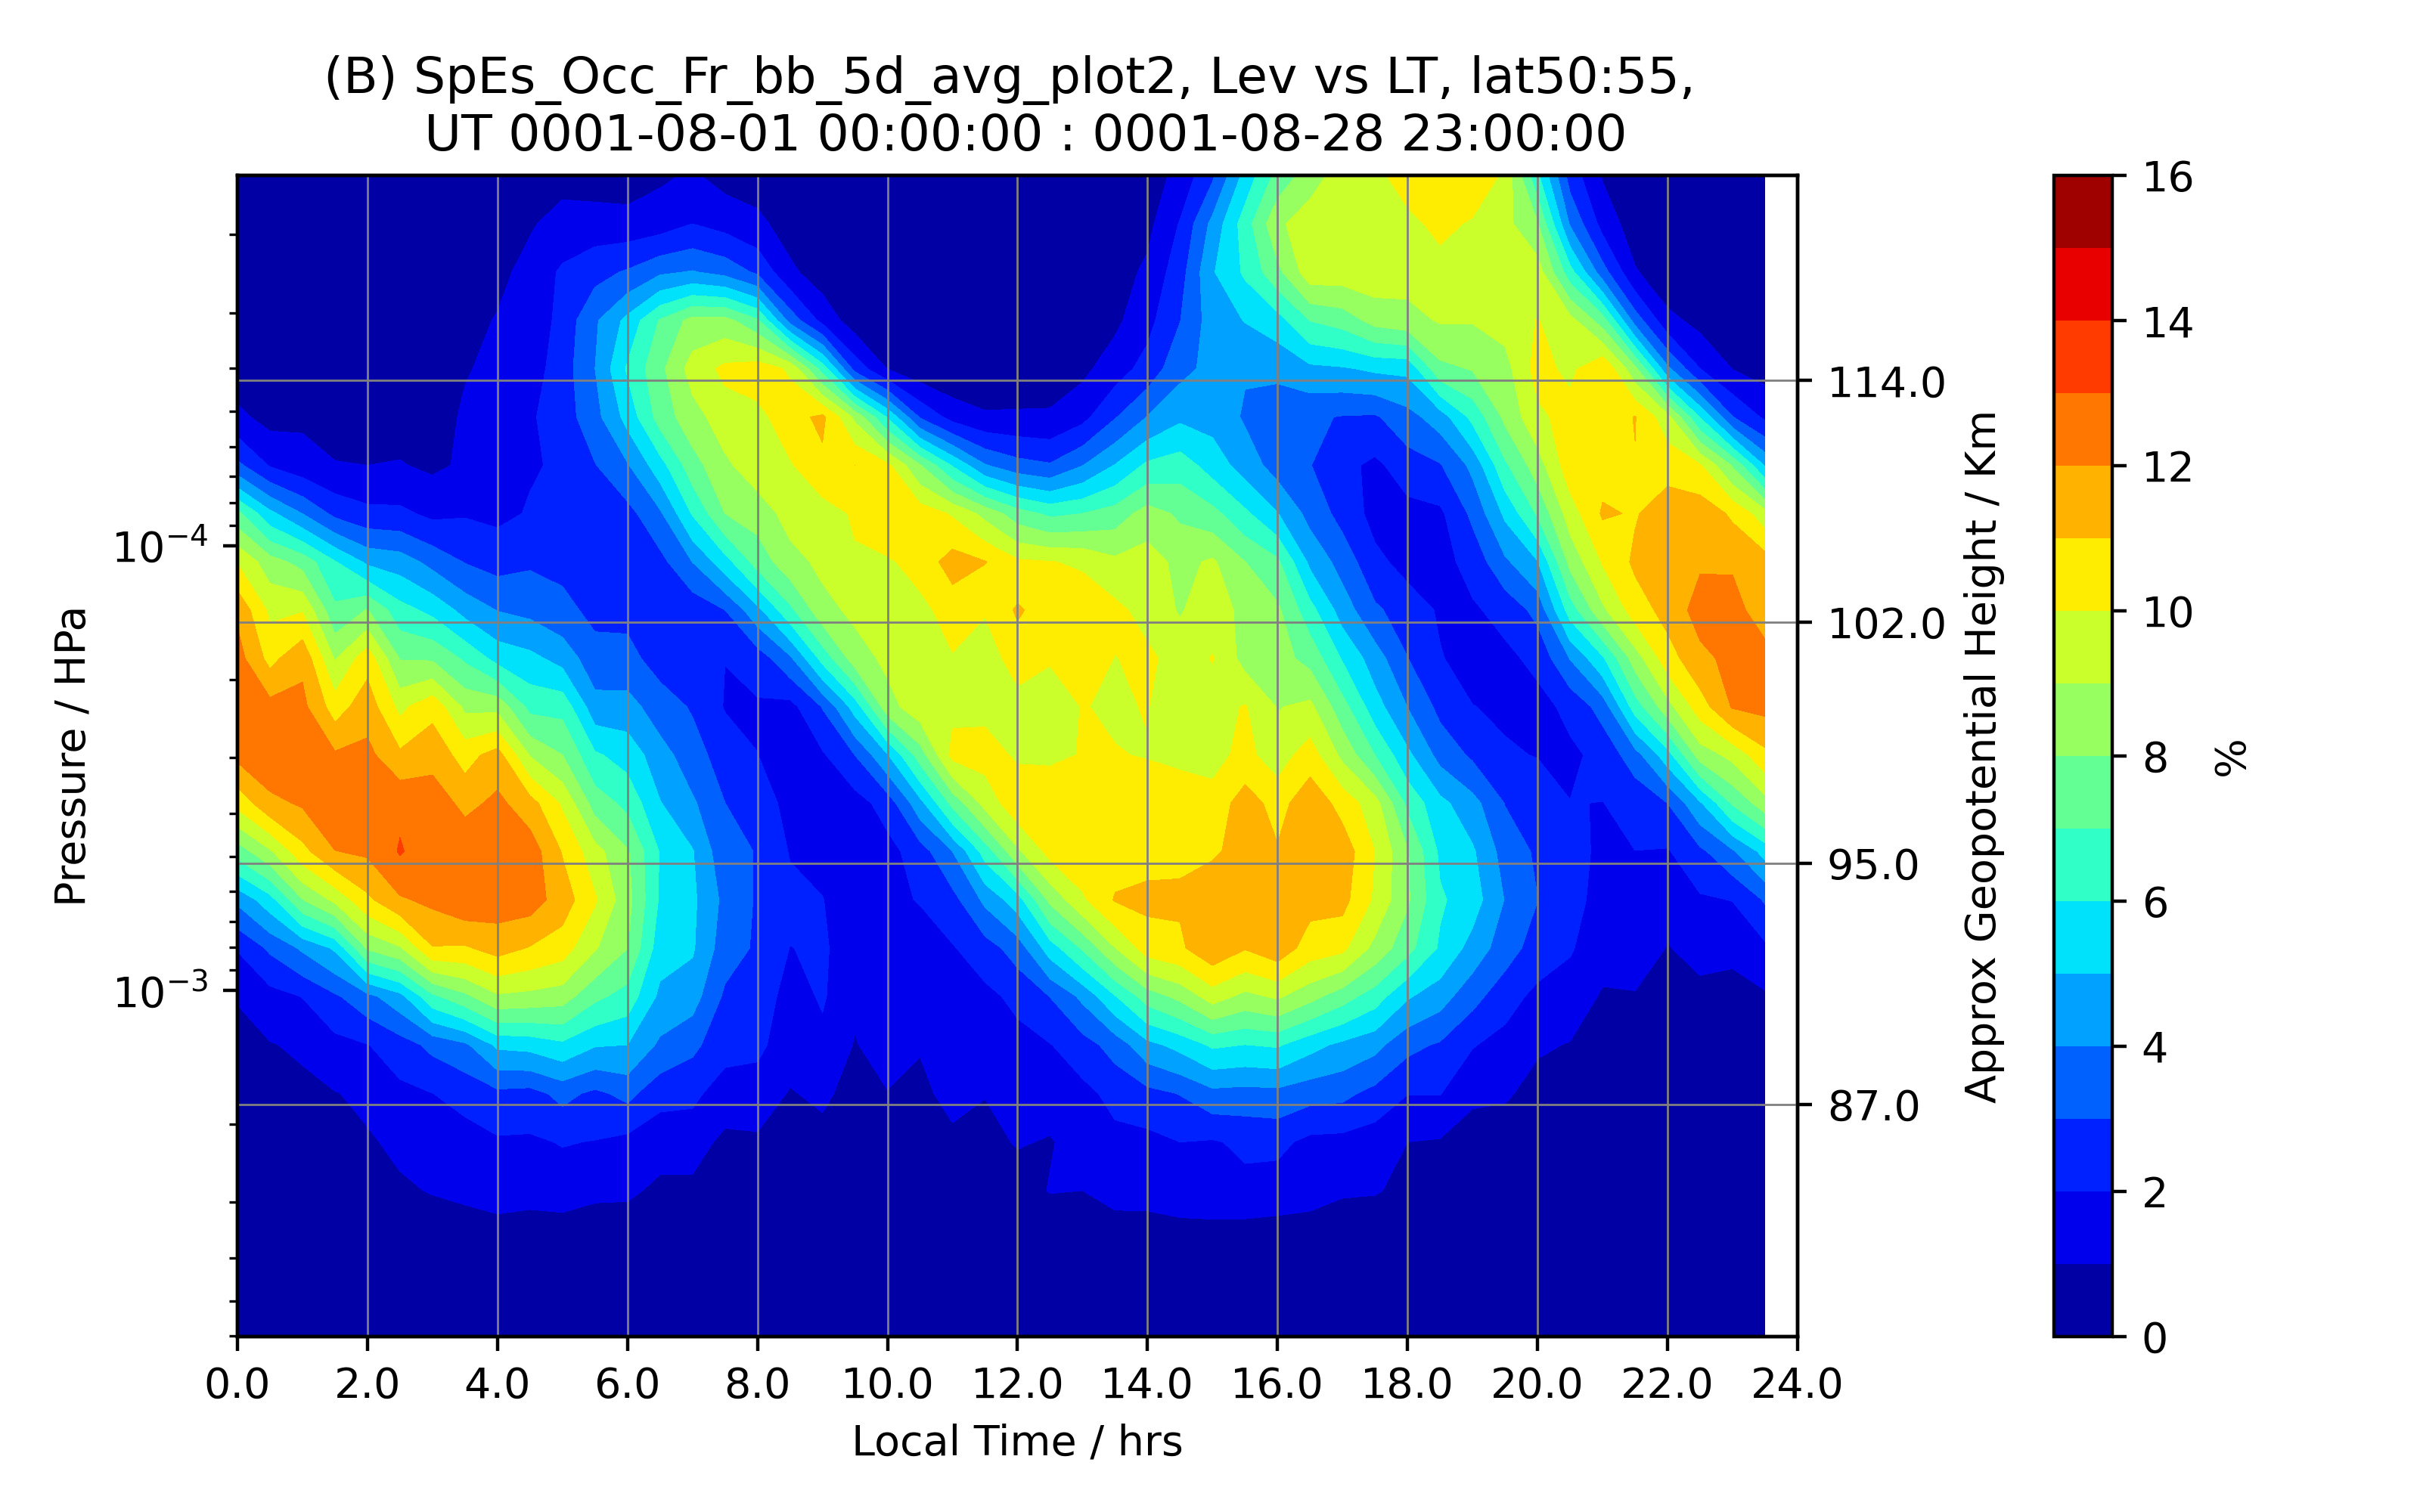 (B) SpEs_Occ_Fr_bb_5d_avg_plot2, Lev vs LT, lat50:55,
UT 0001-08-01 00:00:00 : 0001-08-28 23:00:00
Pressure / HPa
10⁻⁴
10⁻³
0.0 2.0 4.0 6.0 8.0 10.0 12.0 14.0 16.0 18.0 20.0 22.0 24.0
Local Time / hrs
114.0
102.0
95.0
87.0
Approx Geopotential Height / Km
16
14
12
10
8
6
4
2
0
%